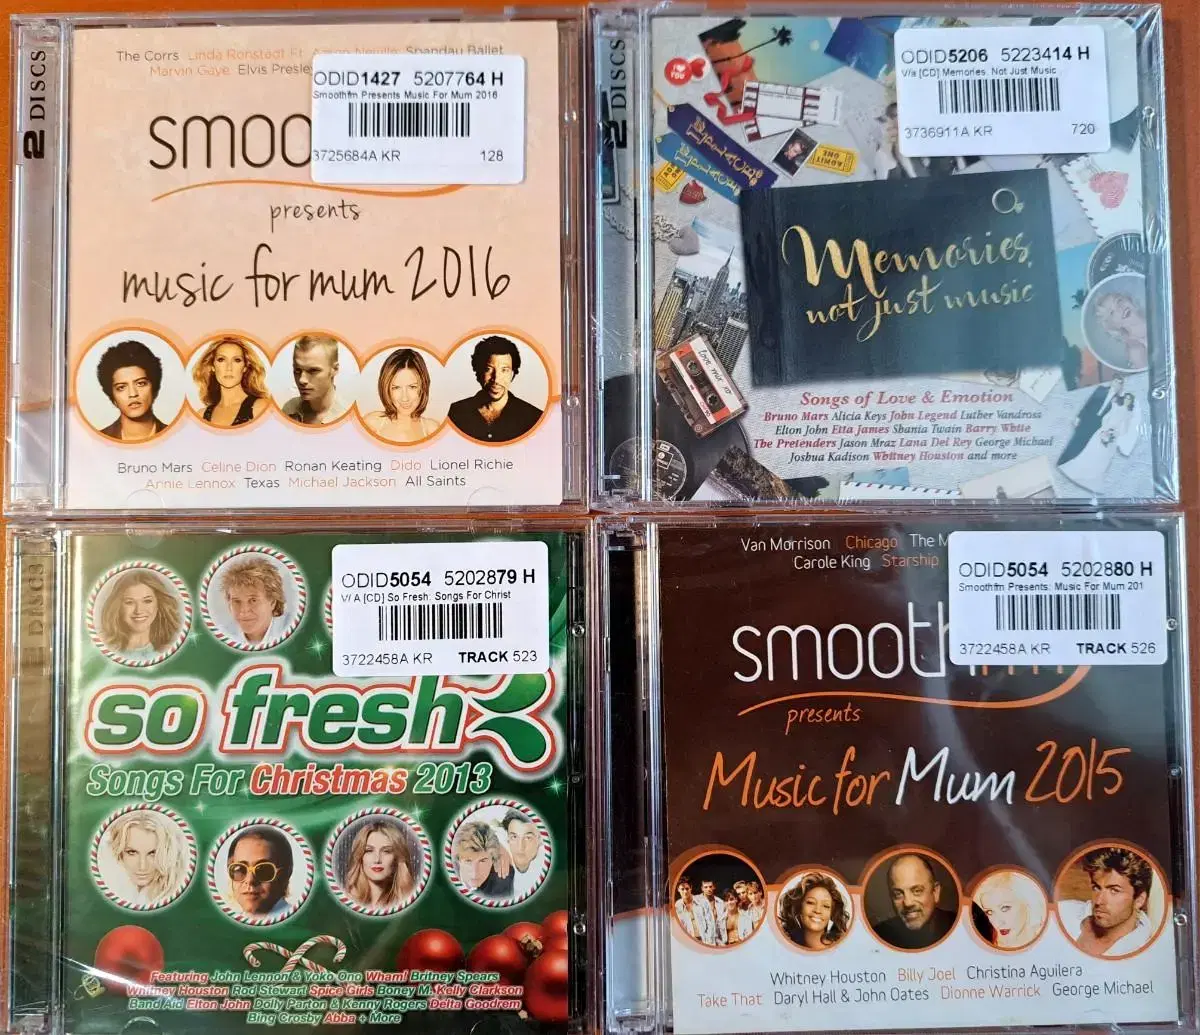 2 DISCS
The Corrs Linda Ronstadt Ft. Aaron Neville Spandau Ballet
Marvin Gaye Elvis Presley
ODID1427 5207764 H
Smoothfm Presents Music For Mum 2016
3725684A KR 128
smoo
presents
music for mum 2016
Bruno Mars Celine Dion Ronan Keating Dido Lionel Richie
Annie Lennox Texas Michael Jackson All Saints
2 DISCS
ODID5206 5223414 H
V/a [CD] Memories, Not Just Music
3736911A KR 720
I ❤ YOU
ADMIT
ONE
love mix
Memories,
not just music
Songs of Love & Emotion
Bruno Mars Alicia Keys John Legend Luther Vandross
Elton John Etta James Shania Twain Barry White
The Pretenders Jason Mraz Lana Del Rey George Michael
Joshua Kadison Whitney Houston and more
DISCS
ODID5054 5202879 H
V/ A [CD] So Fresh: Songs For Christ
3722458A KR TRACK 523
so fresh
Songs For Christmas 2013
Featuring John Lennon & Yoko Ono Wham! Britney Spears
Whitney Houston Rod Stewart Spice Girls Boney M. Kelly Clarkson
Band Aid Elton John Dolly Parton & Kenny Rogers Delta Goodrem
Bing Crosby Abba + More
Van Morrison Chicago The M
Carole King Starship
ODID5054 5202880 H
Smoothfm Presents: Music For Mum 201
3722458A KR TRACK 526
smoothfm
presents
Music for Mum 2015
Whitney Houston Billy Joel Christina Aguilera
Take That Daryl Hall & John Oates Dionne Warrick George Michael